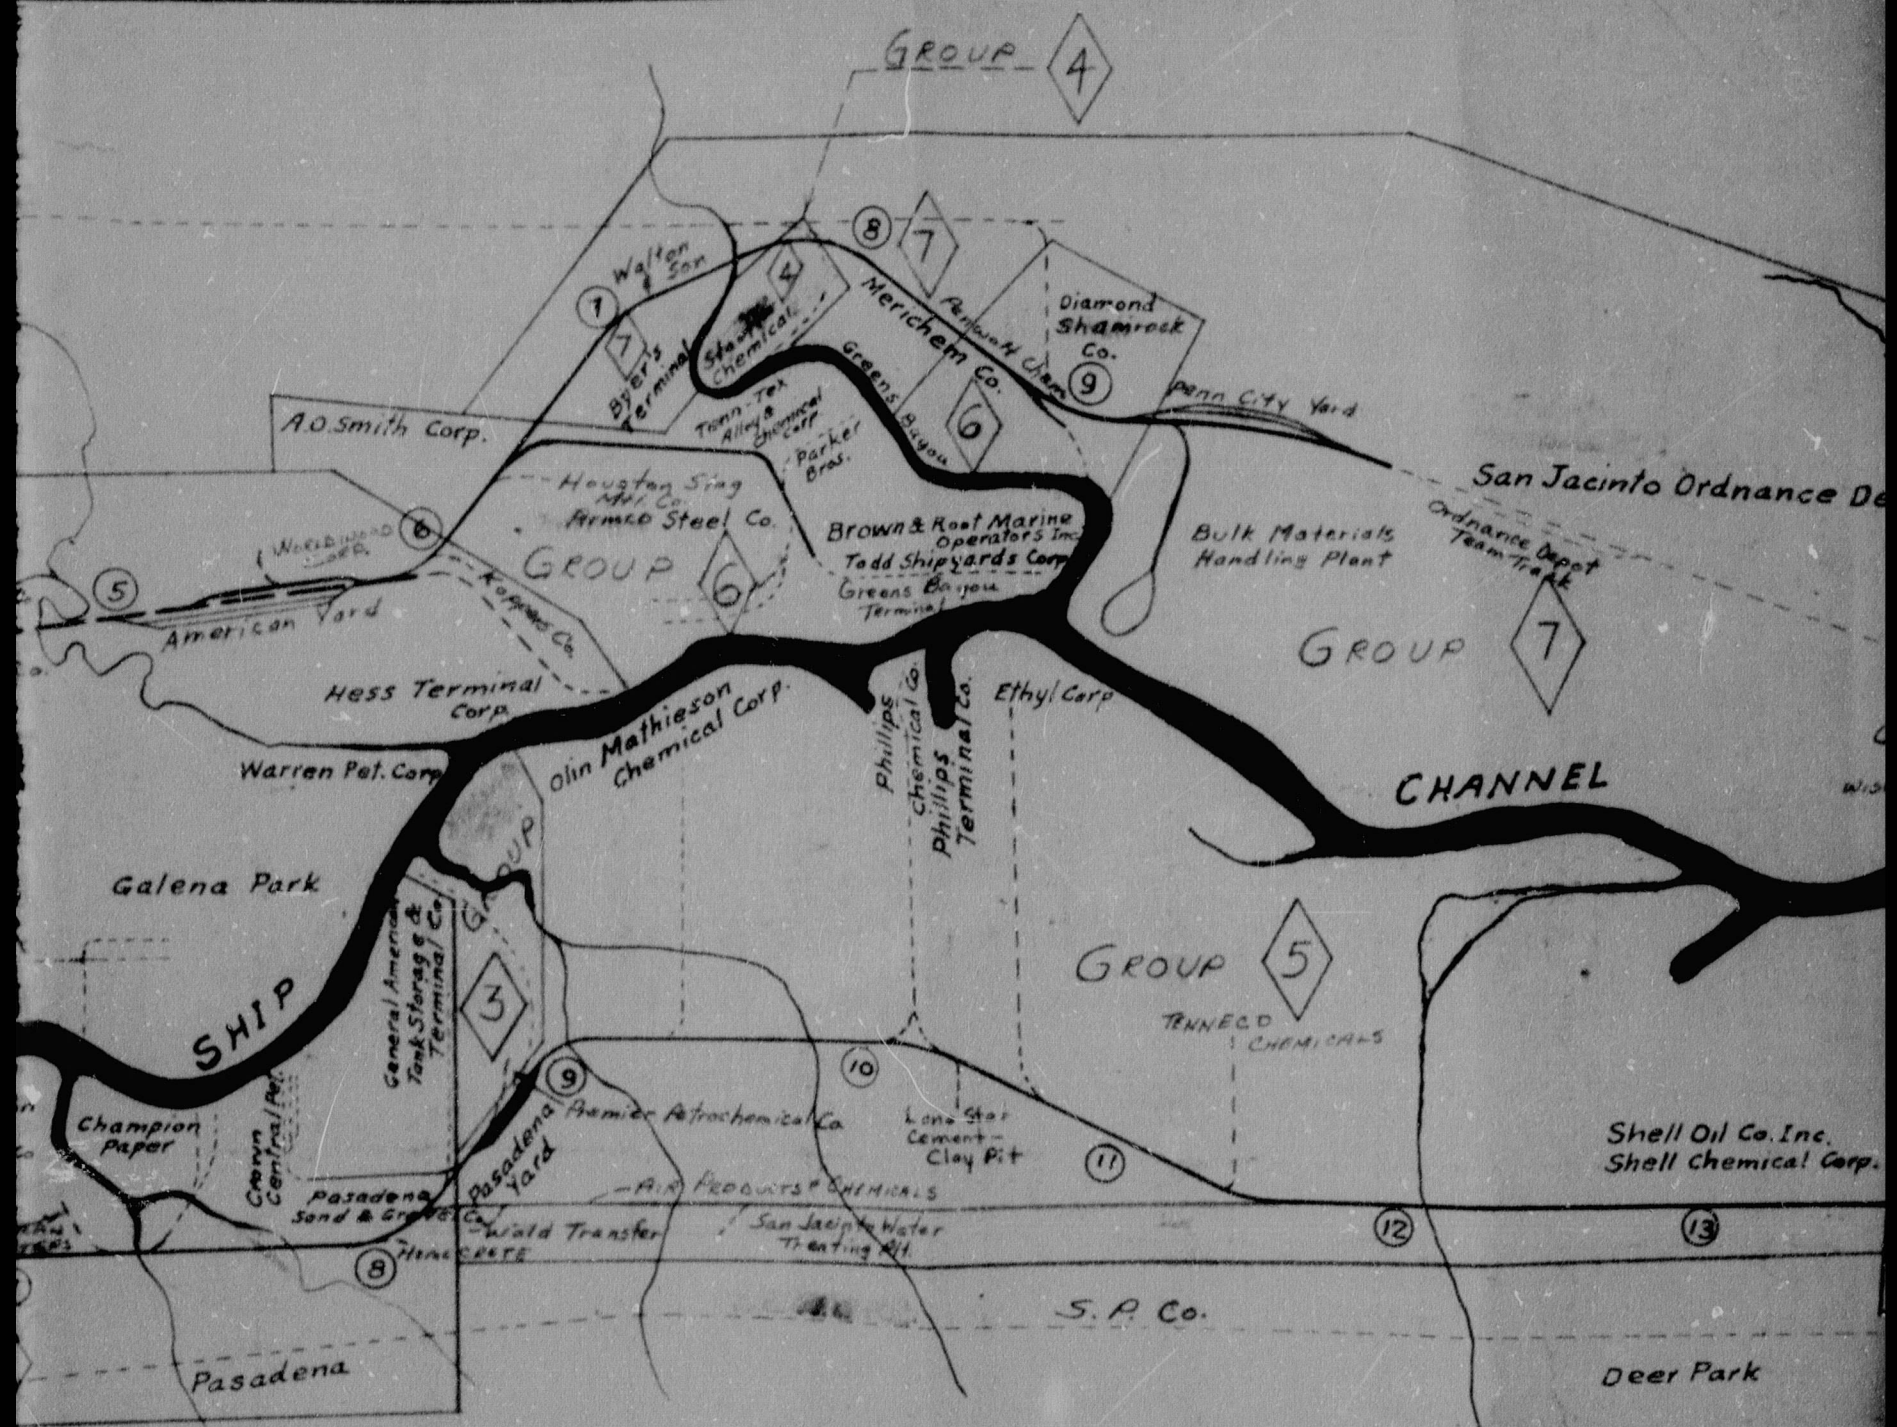 GROUP 4
8
7
Walton
& Son
4
7
7
Byer's
Terminal
Chemical
Merichem Co.
Diamond
Shamrock
Co.
9
Penn City Yard
Greens Bayou
6
A.O. Smith Corp.
Tenn-Tex
Alloy &
Chemical
Corp
Parker
Bros.
San Jacinto Ordnance De
Ordnance Depot
Team Track
Houston Slag
Mtl. Co.
Armco Steel Co.
Brown & Root Marine
Operators Inc.
Todd Shipyards Corp
Greens Bayou
Terminal
Bulk Materials
Handling Plant
6
GROUP 6
5
American Yard
Koppers Co.
GROUP 7
Hess Terminal
Corp.
Olin Mathieson
Chemical Corp.
Phillips
Chemical Co.
Phillips
Terminal Co.
Ethyl Corp
Warren Pet. Corp
CHANNEL
Galena Park
GROUP
3
General American
Tank Storage &
Terminal Co.
GROUP 5
TENNECO
CHEMICALS
SHIP
9
10
Champion
Paper
Crown
Central Pet.
Premier Petrochemical Co
Lone Star
Cement-
Clay Pit
11
Shell Oil Co. Inc.
Shell Chemical Corp.
Pasadena
Yard
Pasadena
Sand & Gravel Co.
AIR PRODUCTS & CHEMICALS
Wald Transfer
San Jacinto Water
Treating Plt.
12
13
8
HOMECRETE
S. P. Co.
Pasadena
Deer Park